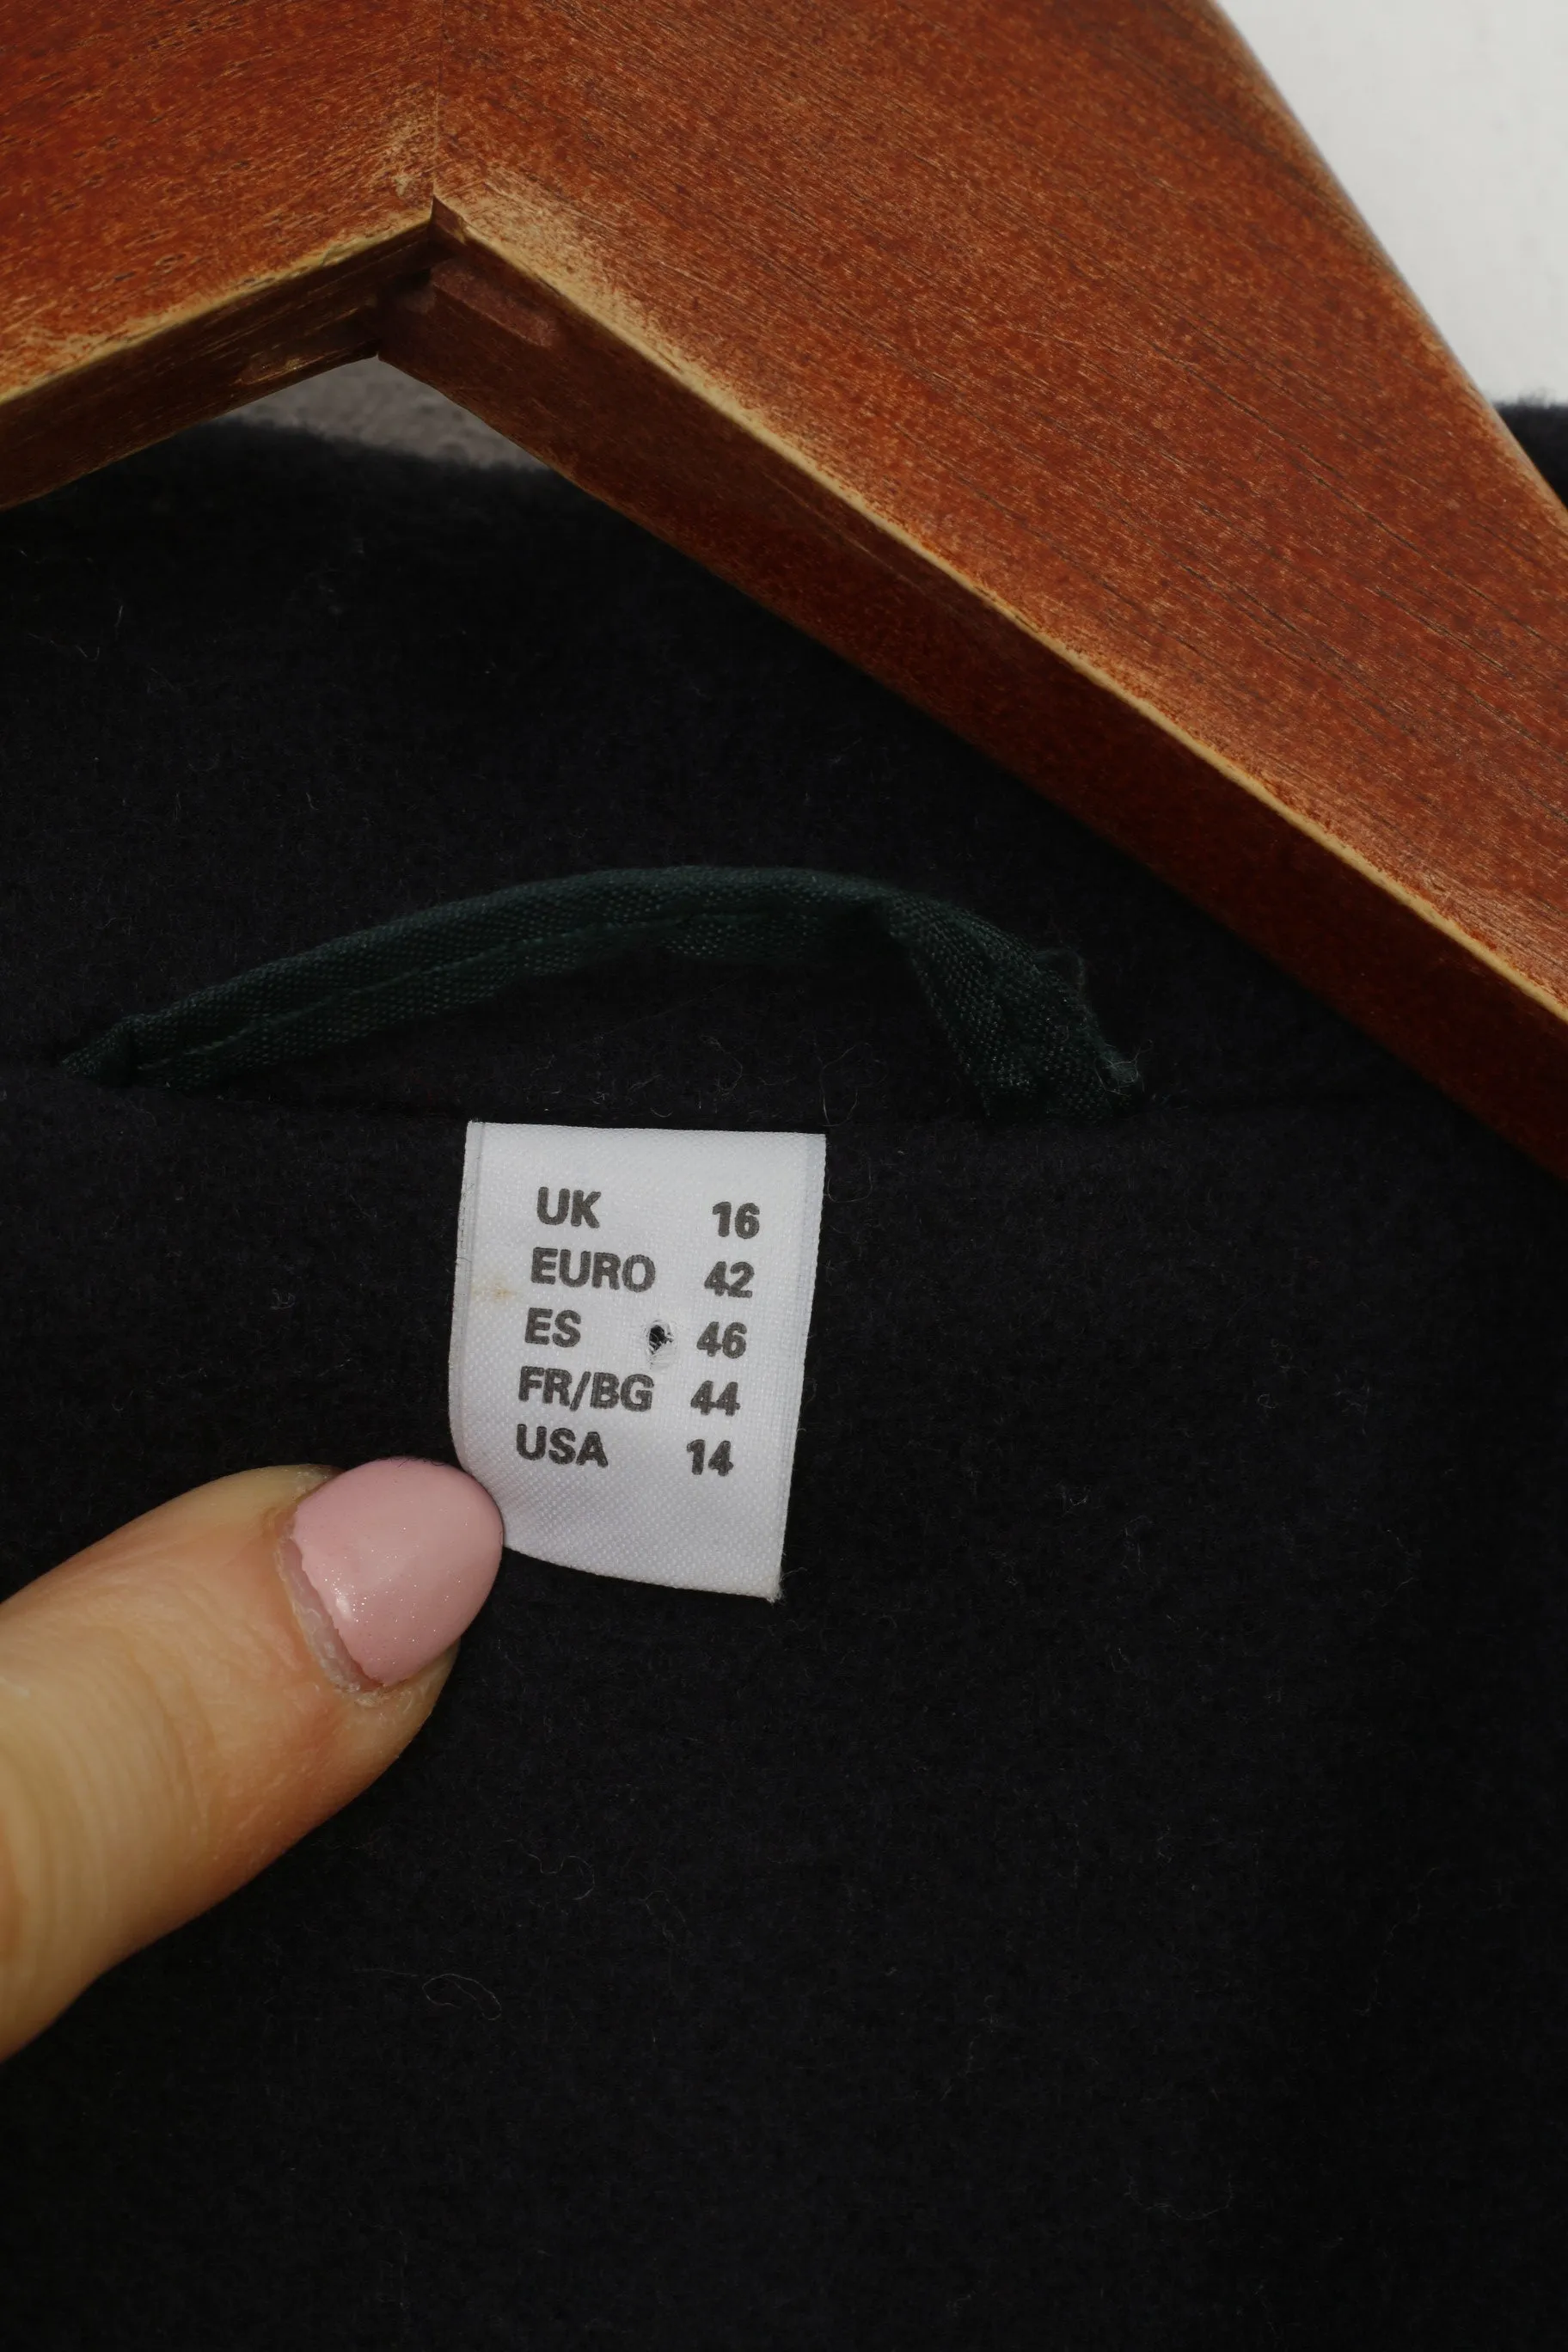 UK 16
EURO 42
ES 46
FR/BG 44
USA 14